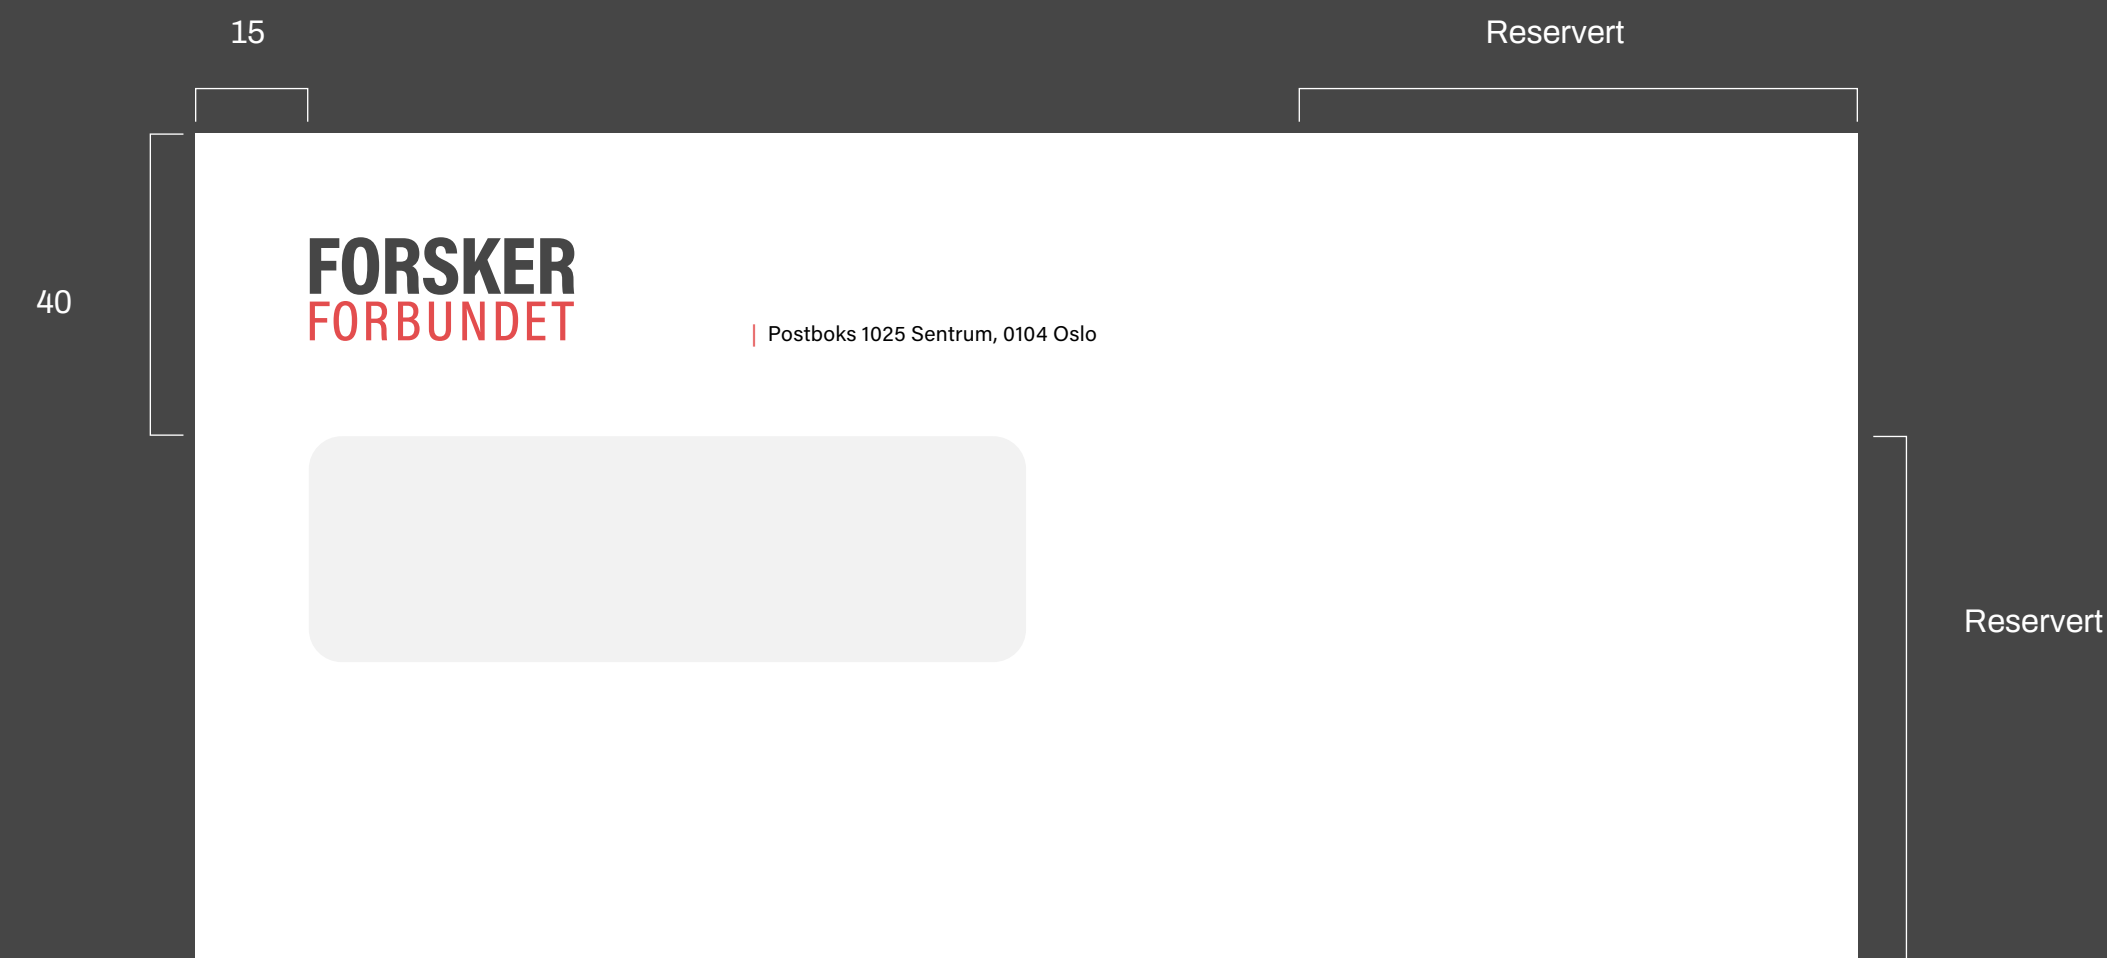 15
Reservert
40
FORSKER
FORBUNDET
Postboks 1025 Sentrum, 0104 Oslo
Reservert